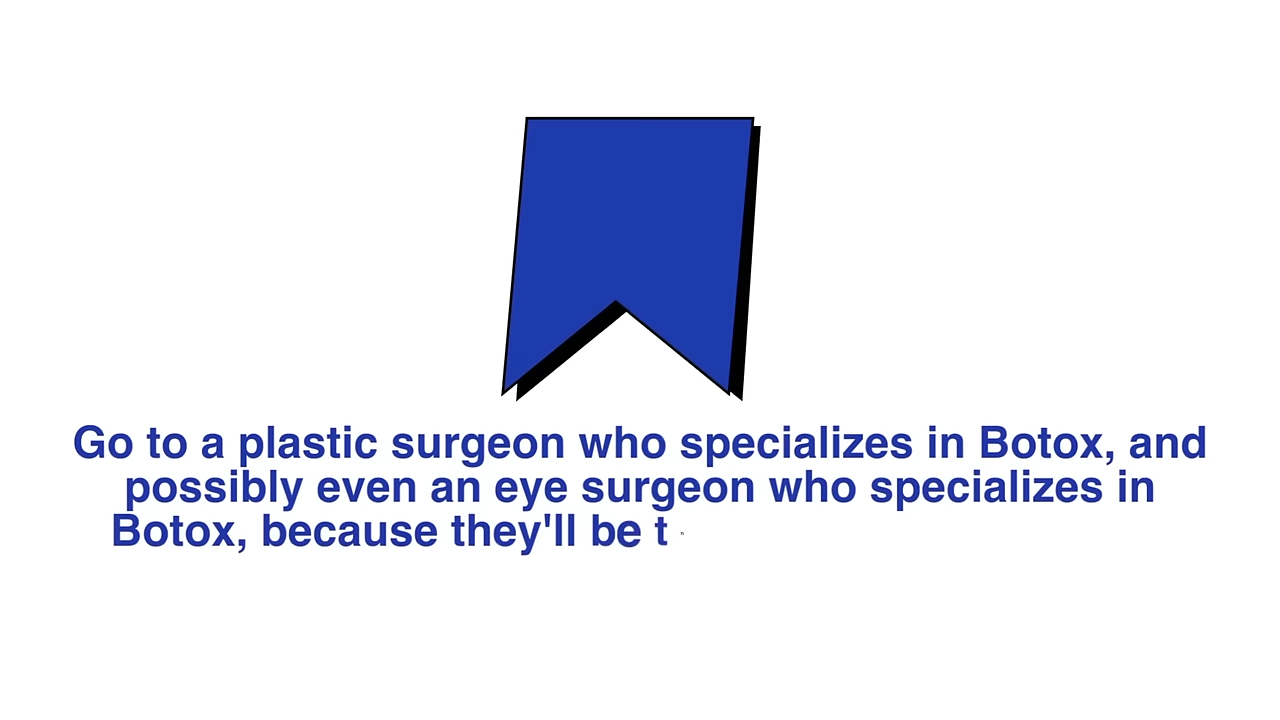 Go to a plastic surgeon who specializes in Botox, and
possibly even an eye surgeon who specializes in
Botox, because they'll be t